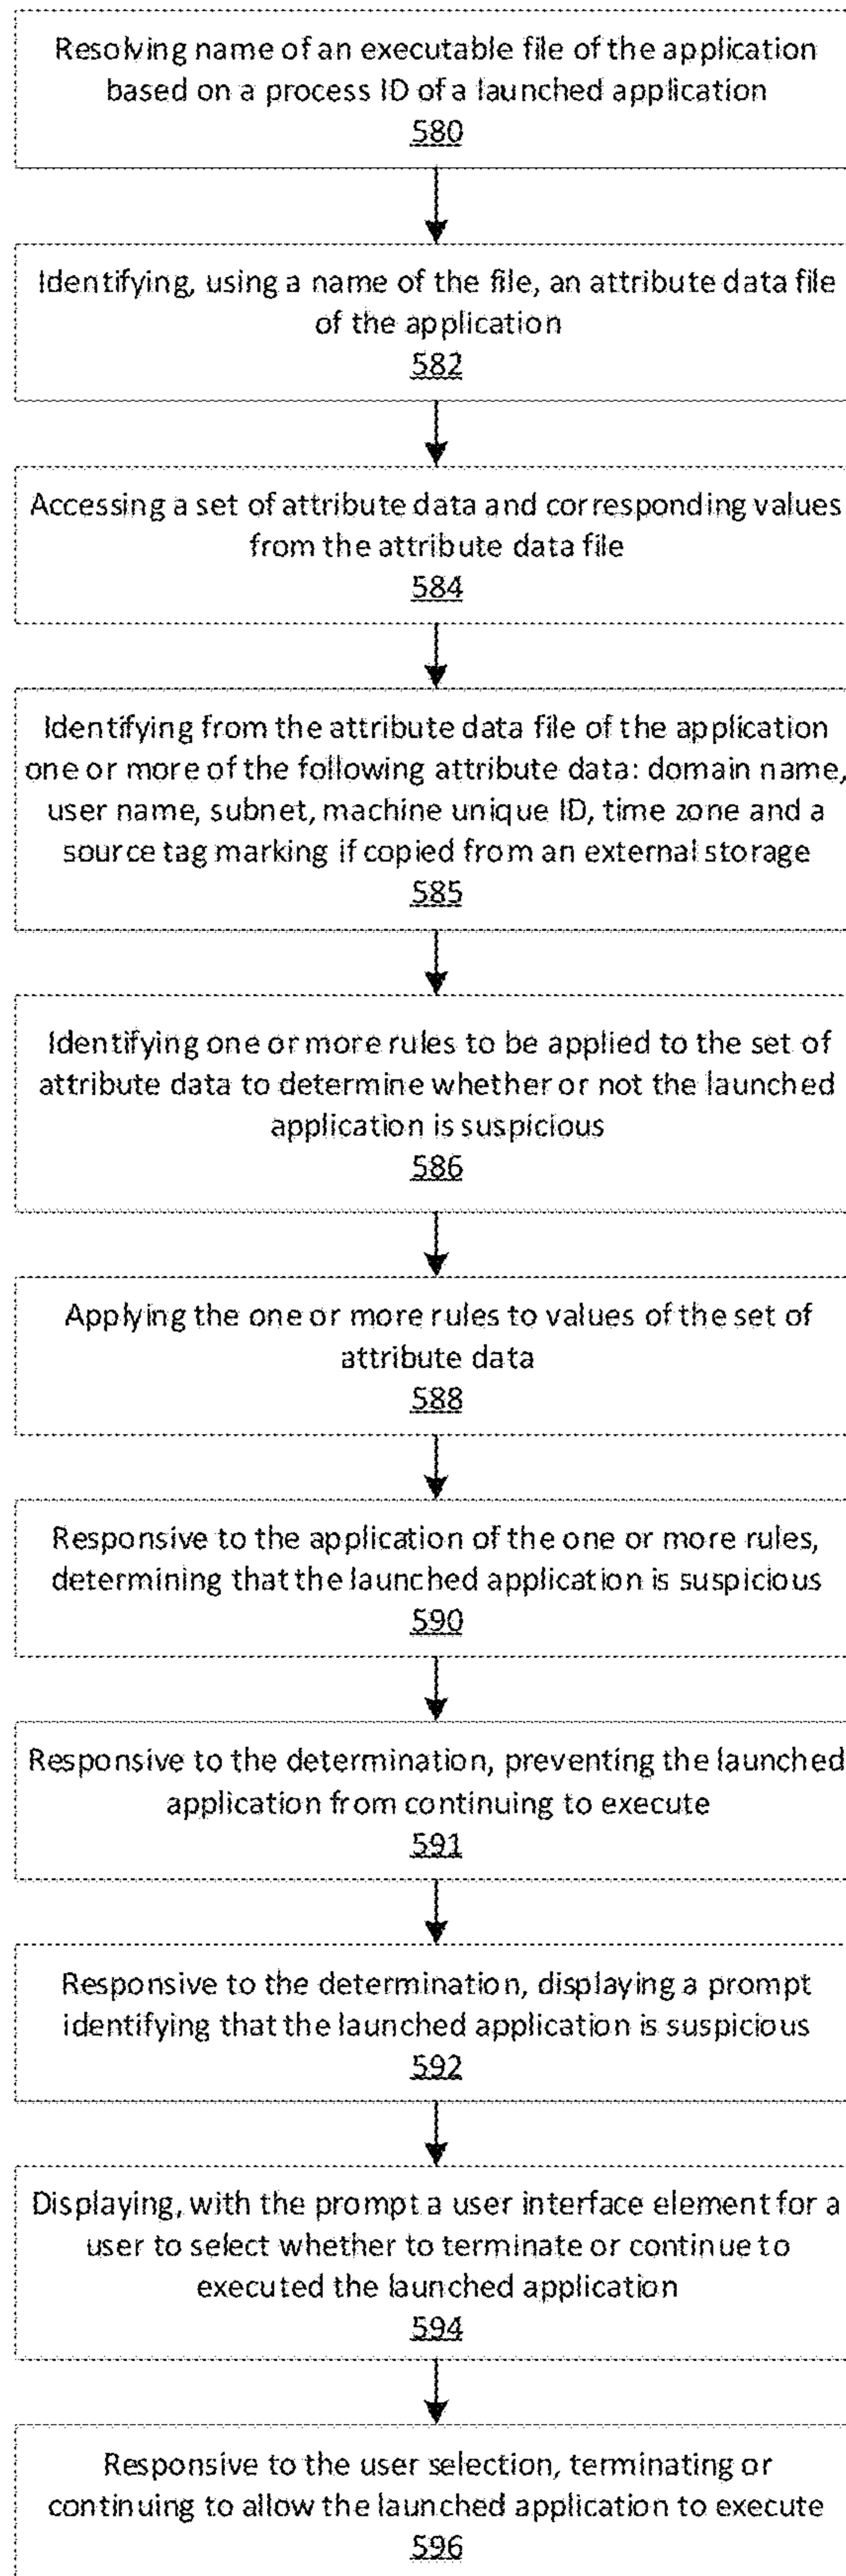 Resolving name of an executable file of the application
based on a process ID of a launched application
580
Identifying, using a name of the file, an attribute data file
of the application
582
Accessing a set of attribute data and corresponding values
from the attribute data file
584
Identifying from the attribute data file of the application
one or more of the following attribute data: domain name,
user name, subnet, machine unique ID, time zone and a
source tag marking if copied from an external storage
585
Identifying one or more rules to be applied to the set of
attribute data to determine whether or not the launched
application is suspicious
586
Applying the one or more rules to values of the set of
attribute data
588
Responsive to the application of the one or more rules,
determining that the launched application is suspicious
590
Responsive to the determination, preventing the launched
application from continuing to execute
591
Responsive to the determination, displaying a prompt
identifying that the launched application is suspicious
592
Displaying, with the prompt a user interface element for a
user to select whether to terminate or continue to
executed the launched application
594
Responsive to the user selection, terminating or
continuing to allow the launched application to execute
596